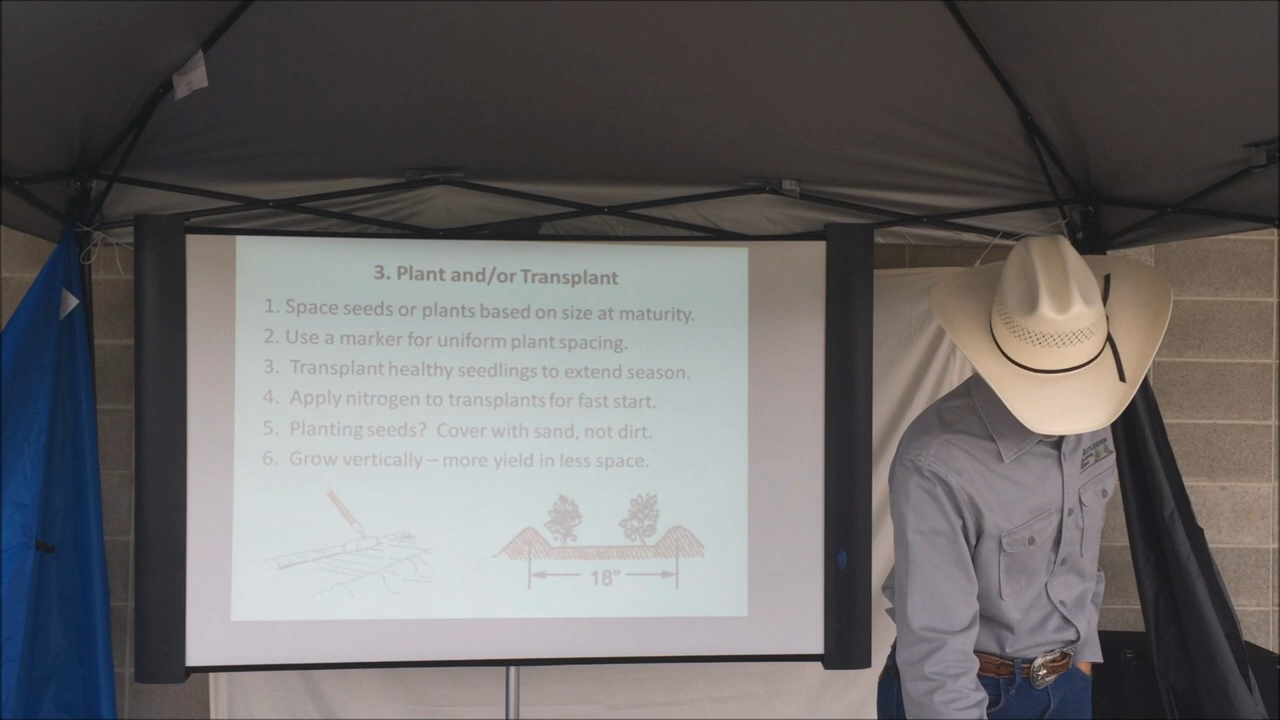 3. Plant and/or Transplant
1. Space seeds or plants based on size at maturity.
2. Use a marker for uniform plant spacing.
3. Transplant healthy seedlings to extend season.
4. Apply nitrogen to transplants for fast start.
5. Planting seeds? Cover with sand, not dirt.
6. Grow vertically – more yield in less space.
18"